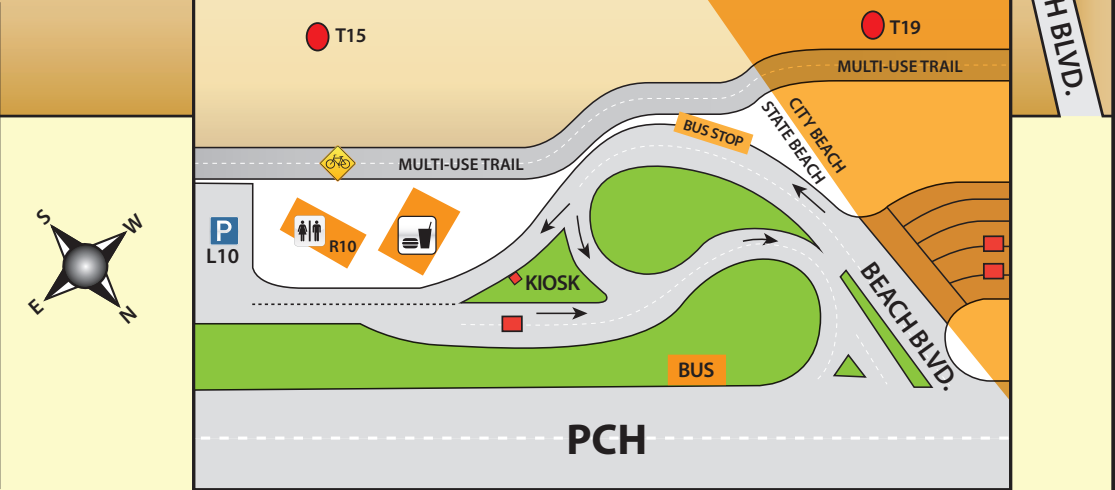 H BLVD.
T15
T19
MULTI-USE TRAIL
CITY BEACH
STATE BEACH
BUS STOP
MULTI-USE TRAIL
P
L10
R10
S
W
E
N
KIOSK
BEACH BLVD.
BUS
PCH